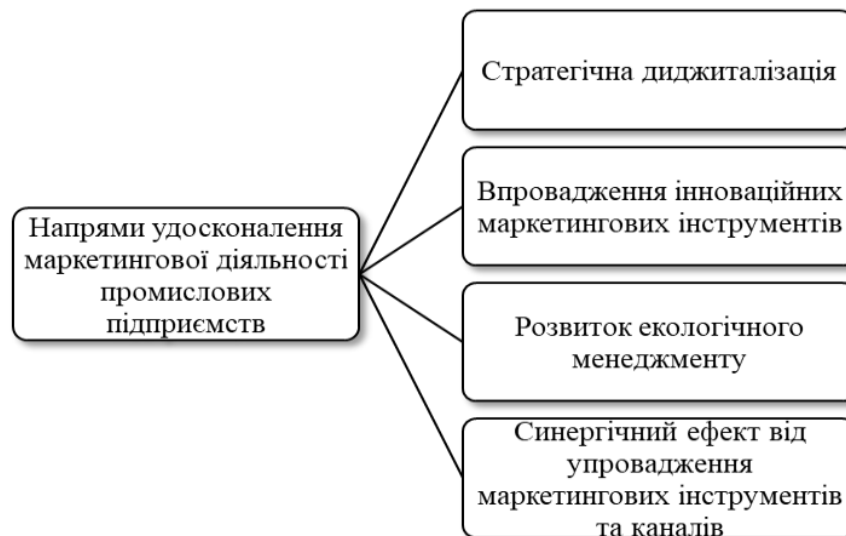 Напрями удосконалення
маркетингової діяльності
промислових
підприємств
Стратегічна диджиталізація
Впровадження інноваційних
маркетингових інструментів
Розвиток екологічного
менеджменту
Синергічний ефект від
упровадження
маркетингових інструментів
та каналів